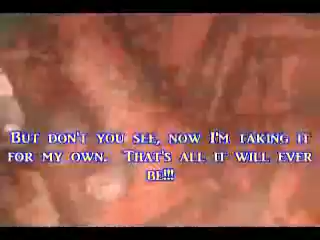 But don't you see, now I'm taking it
for my own.  That's all it will ever
be!!!